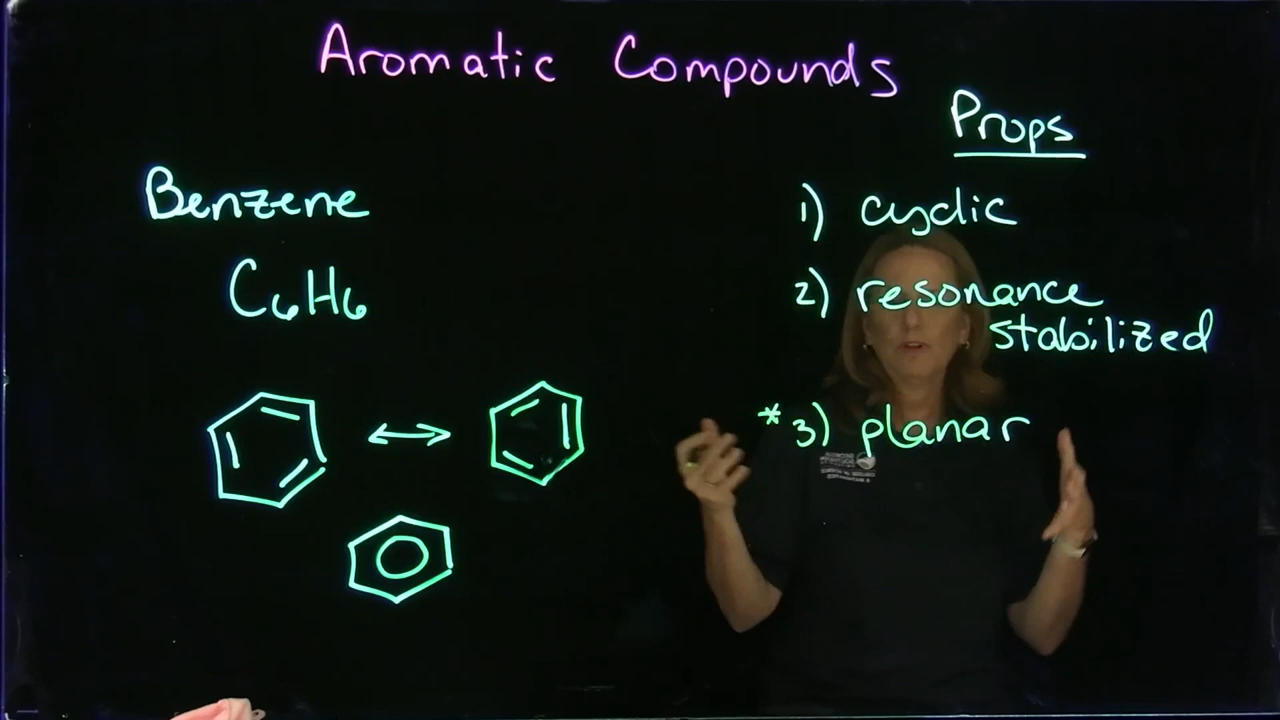 Aromatic Compounds
Benzene
C6H6
Props
1) cyclic
2) resonance
stabilized
*3) planar